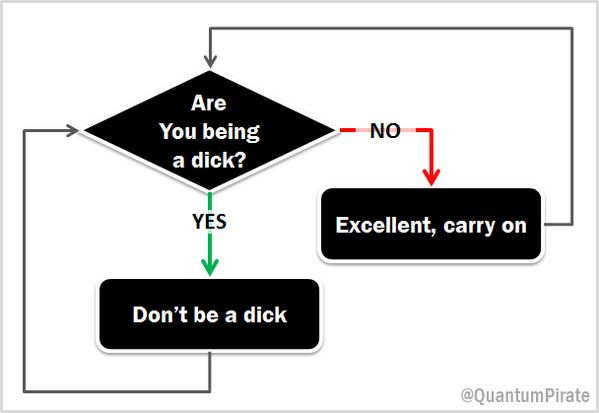 Are
You being
a dick?
NO
YES
Excellent, carry on
Don't be a dick
@QuantumPirate